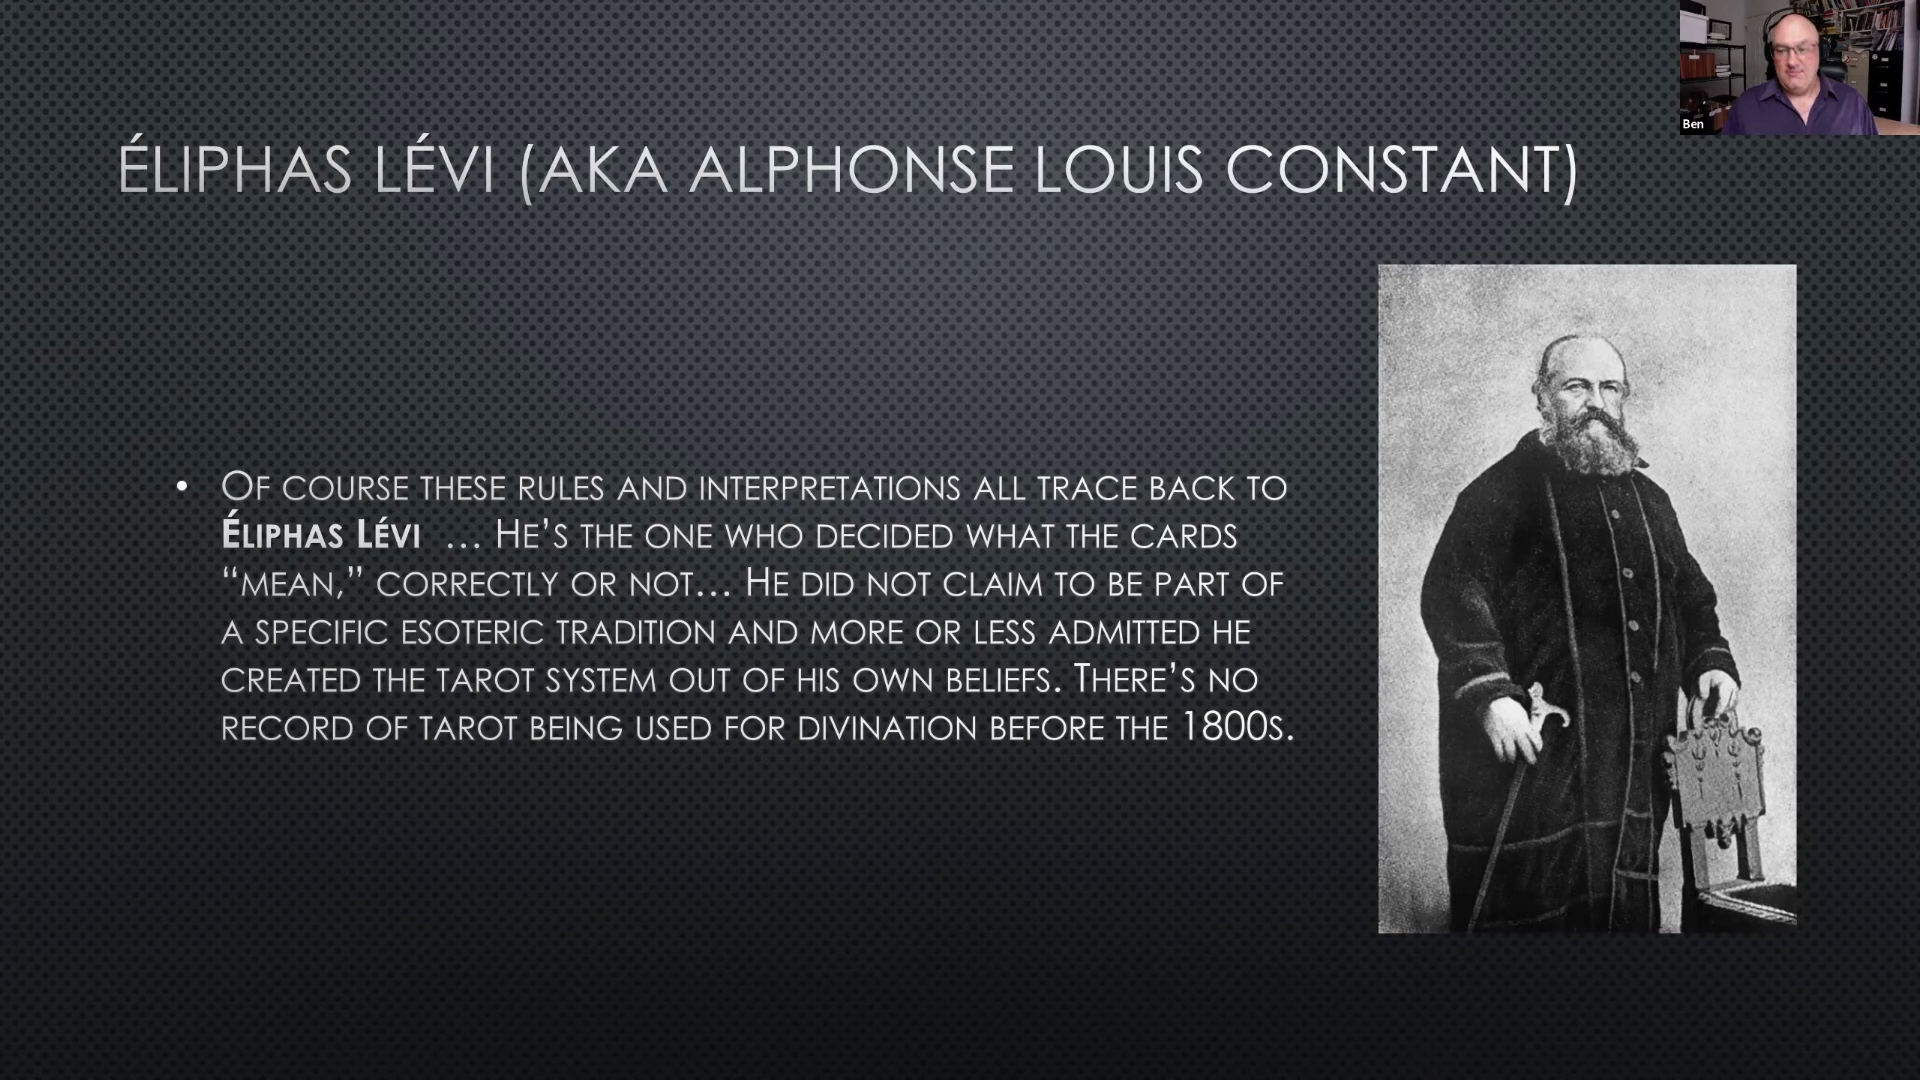 Ben
ÉLIPHAS LÉVI (AKA ALPHONSE LOUIS CONSTANT)
• OF COURSE THESE RULES AND INTERPRETATIONS ALL TRACE BACK TO
ÉLIPHAS LÉVI … HE’S THE ONE WHO DECIDED WHAT THE CARDS
“MEAN,” CORRECTLY OR NOT… HE DID NOT CLAIM TO BE PART OF
A SPECIFIC ESOTERIC TRADITION AND MORE OR LESS ADMITTED HE
CREATED THE TAROT SYSTEM OUT OF HIS OWN BELIEFS. THERE’S NO
RECORD OF TAROT BEING USED FOR DIVINATION BEFORE THE 1800S.